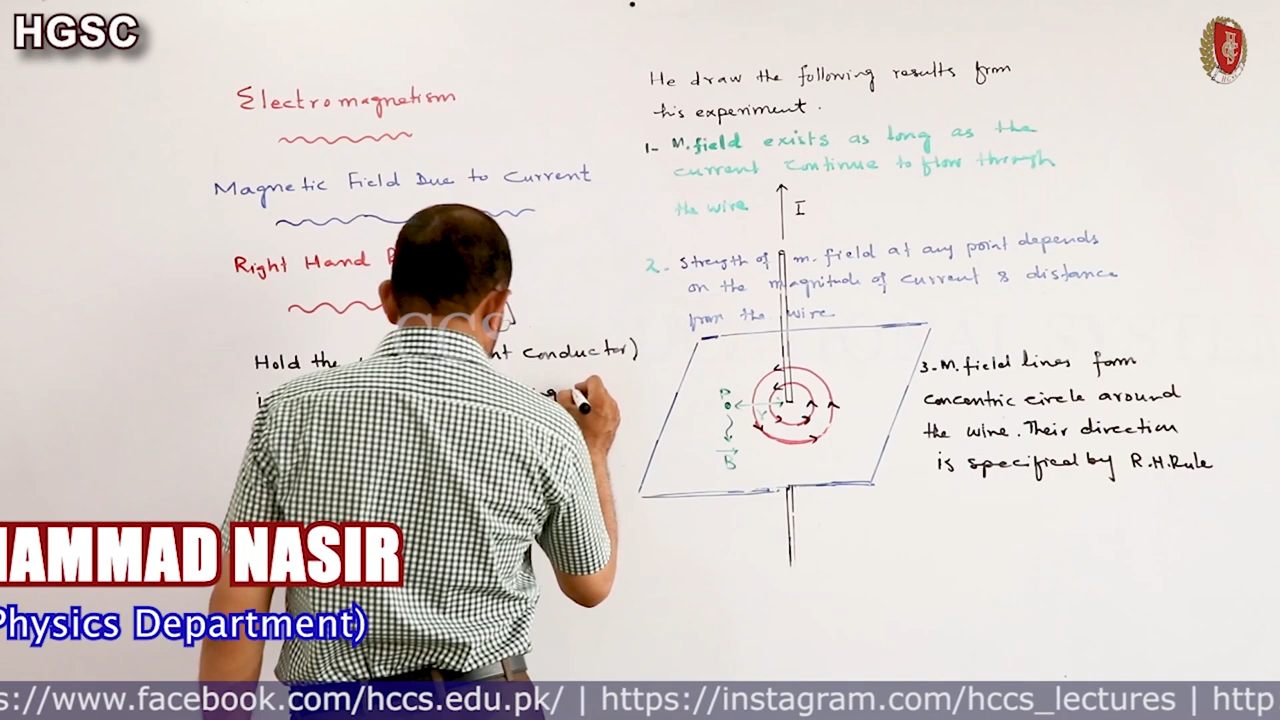 HGSC
Electromagnetism
Magnetic Field Due to Current
Right Hand
Hold the
conductor)
He draw the following results from
his experiment.
1- M.field exists as long as the
current continue to flow through
the wire
I
2. Strength of m. field at any point depends
on the magnitude of current & distance
from the wire
P
r
B
3- M.field lines form
concentric circle around
the wire. Their direction
is specified by R.H.Rule
HGSC
AMMAD NASIR
Physics Department)
s://www.facebook.com/hccs.edu.pk/ | https://instagram.com/hccs_lectures | http